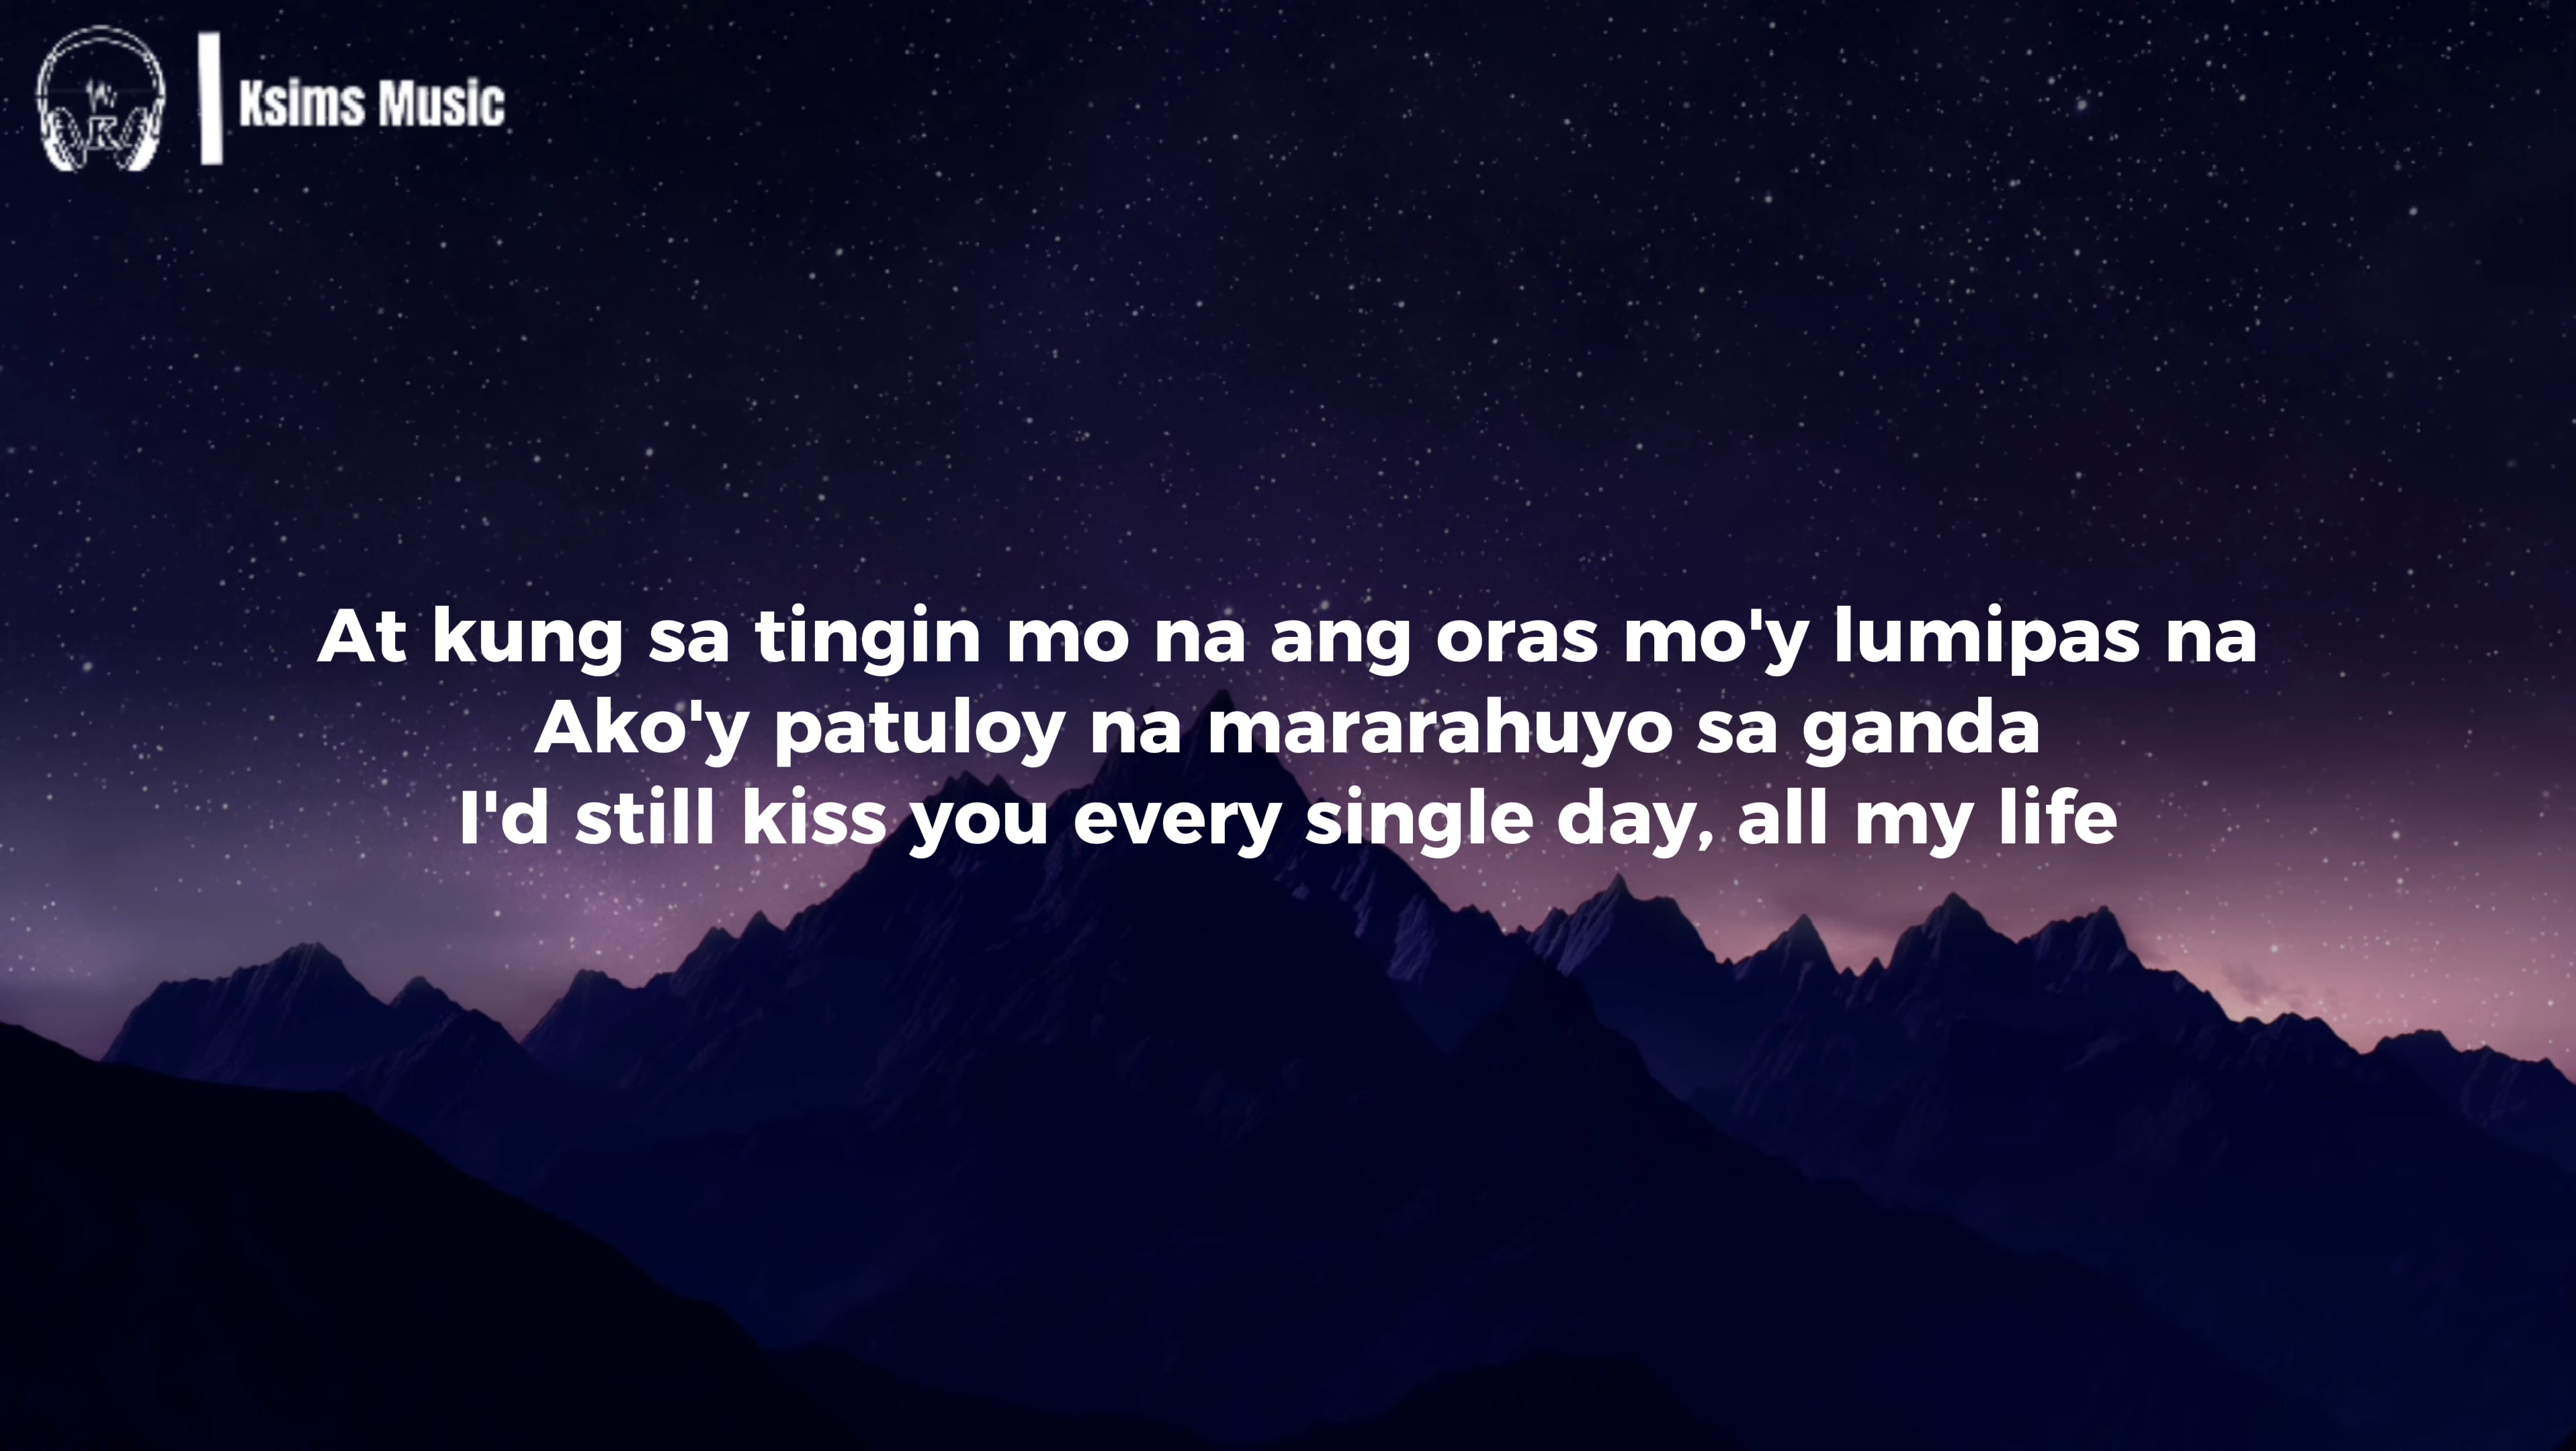 K
Ksims Music
At kung sa tingin mo na ang oras mo'y lumipas na
Ako'y patuloy na mararahuyo sa ganda
I'd still kiss you every single day, all my life